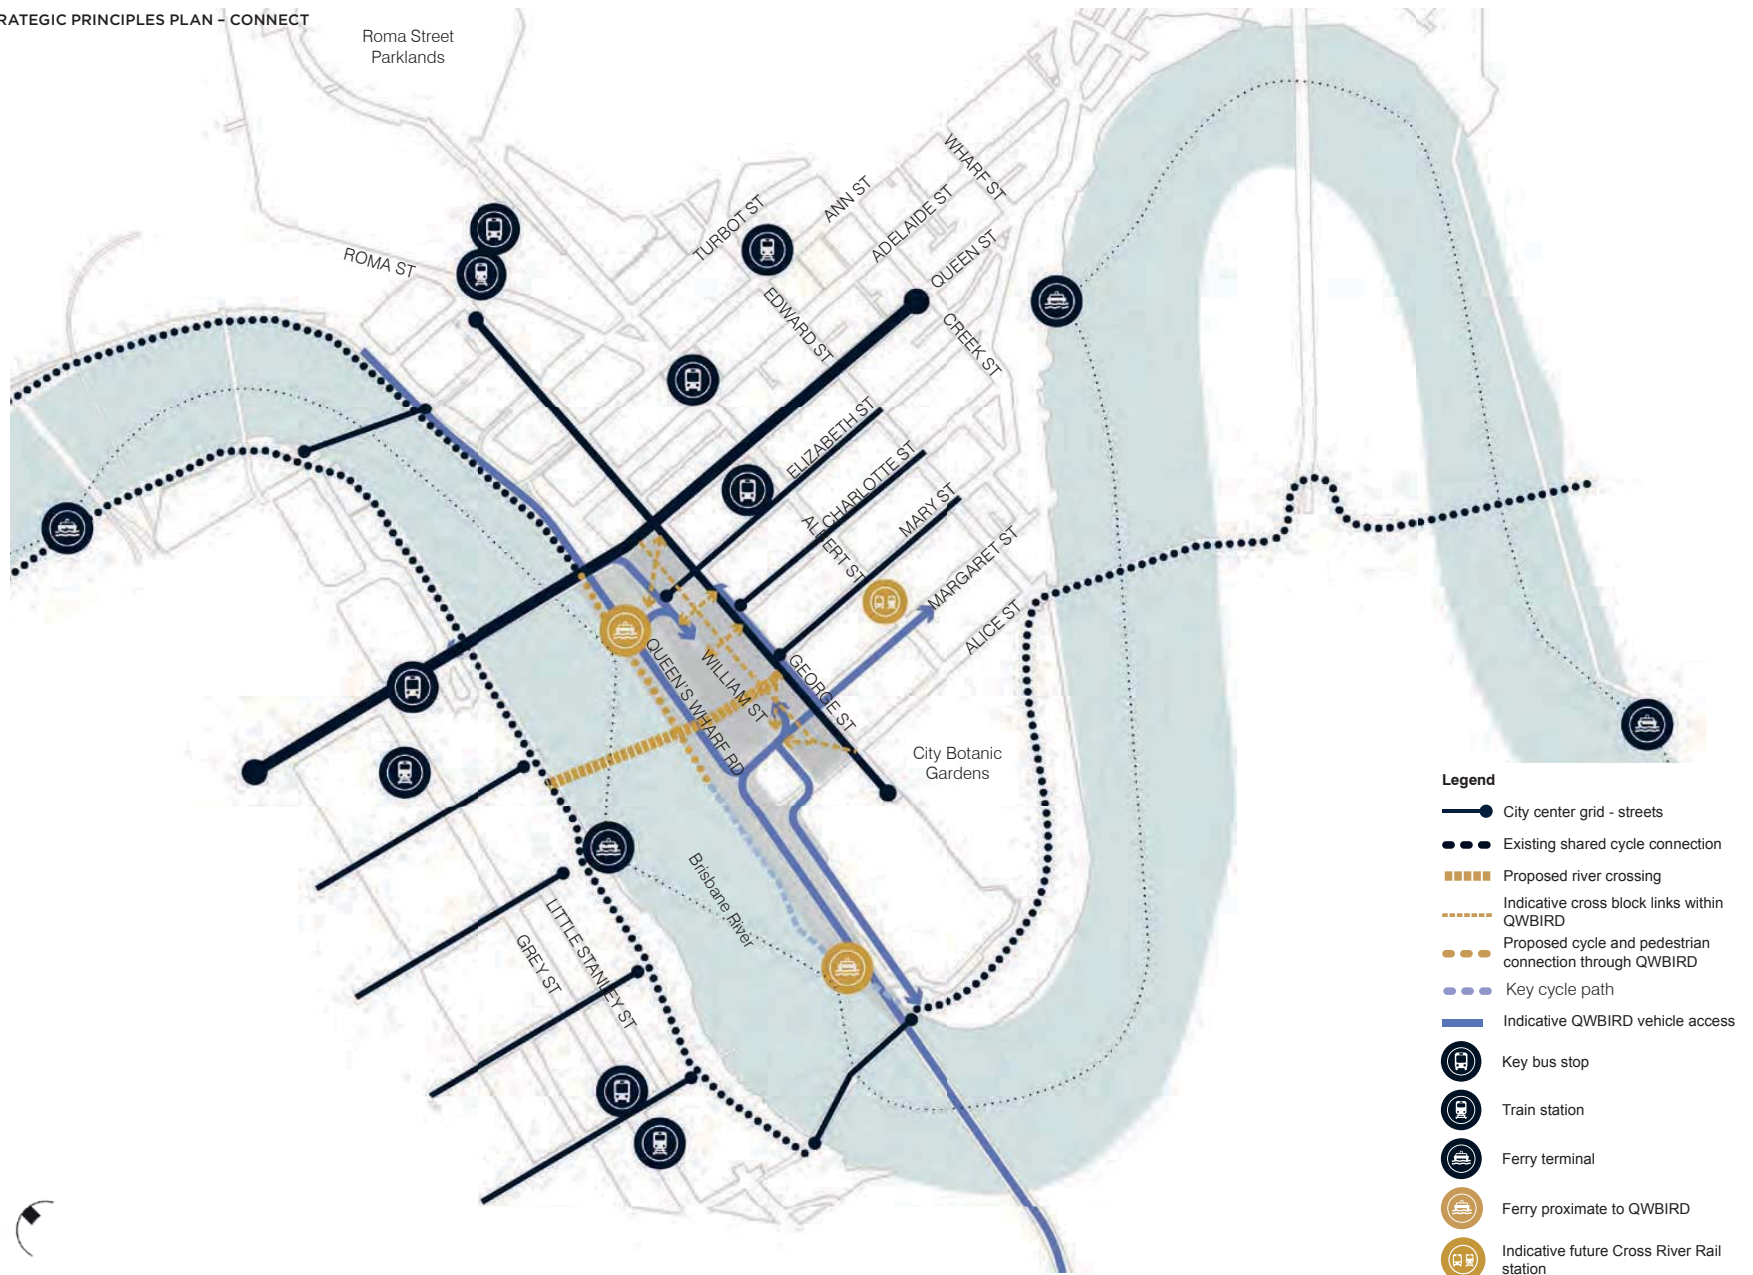 RATEGIC PRINCIPLES PLAN – CONNECT
Roma Street
Parklands
WHARF ST
ANN ST
TURBOT ST
ADELAIDE ST
ROMA ST
QUEEN ST
EDWARD ST
CREEK ST
ELIZABETH ST
CHARLOTTE ST
MARY ST
ALBERT ST
MARGARET ST
ALICE ST
QUEEN'S WHARF RD
WILLIAM ST
GEORGE ST
City Botanic
Gardens
Brisbane River
LITTLE STANLEY ST
GREY ST
Legend
City center grid - streets
Existing shared cycle connection
Proposed river crossing
Indicative cross block links within
QWBIRD
Proposed cycle and pedestrian
connection through QWBIRD
Key cycle path
Indicative QWBIRD vehicle access
Key bus stop
Train station
Ferry terminal
Ferry proximate to QWBIRD
Indicative future Cross River Rail
station